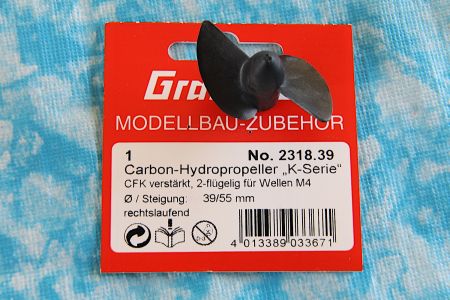 Gra
MODELLBAU-ZUBEHÖR
1 No. 2318.39
Carbon-Hydropropeller „K-Serie“
CFK verstärkt, 2-flügelig für Wellen M4
Ø / Steigung: 39/55 mm
rechtslaufend
4 013389 033671